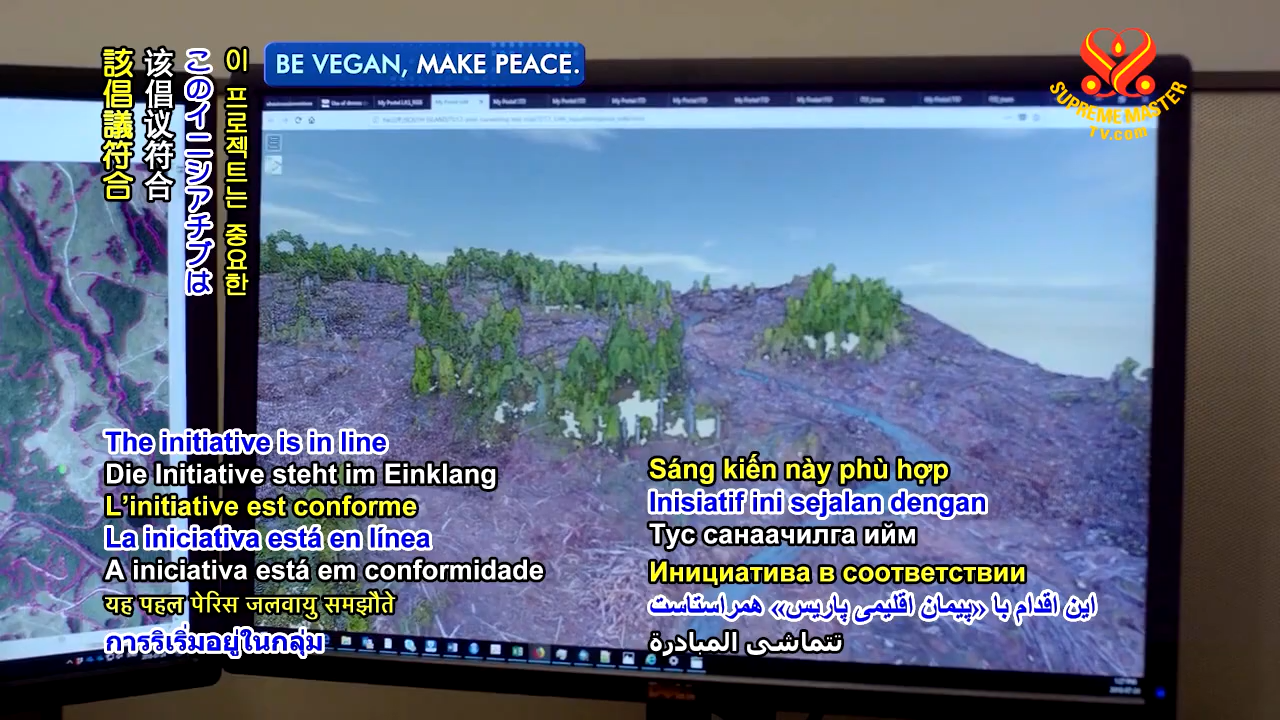 BE VEGAN, MAKE PEACE.
SUPREME MASTER
TV.com
該倡議符合
该倡议符合
このイニシアチブは
이 프로젝트는 중요한
The initiative is in line
Die Initiative steht im Einklang
L’initiative est conforme
La iniciativa está en línea
A iniciativa está em conformidade
यह पहल पेरिस जलवायु समझौते
การริเริ่มอยู่ในกลุ่ม
Sáng kiến này phù hợp
Inisiatif ini sejalan dengan
Тус санаачилга ийм
Инициатива в соответствии
این اقدام با «پیمان اقلیمی پاریس» همراستاست
تتماشى المبادرة